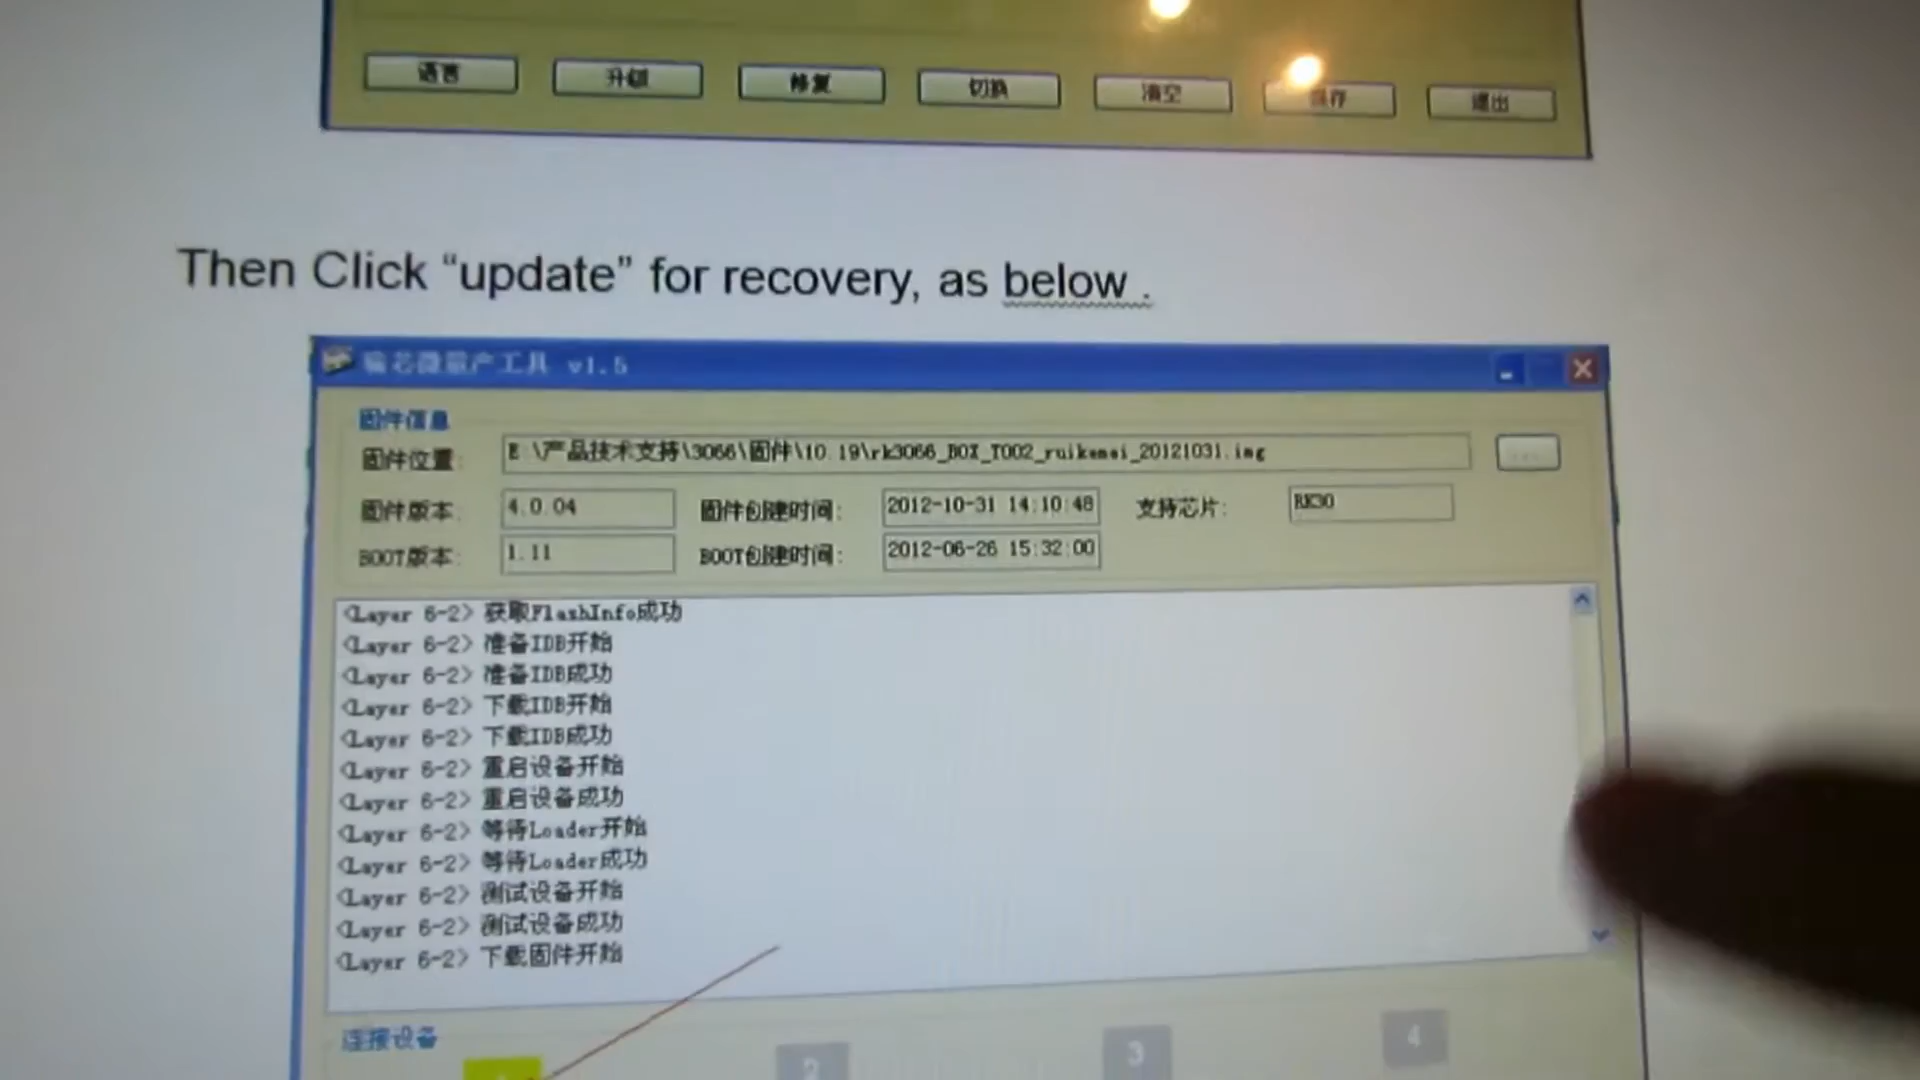 语言 升级 修复 切换 清空 保存 退出
Then Click “update” for recovery, as below .
瑞芯微量产工具 v1.5
固件信息
固件位置: E:\产品技术支持\3066\固件\10.19\rk3066_BOX_T002_ruikemei_20121031.img ...
固件版本: 4.0.04 固件创建时间: 2012-10-31 14:10:48 支持芯片: RK30
BOOT版本: 1.11 BOOT创建时间: 2012-06-26 15:32:00
<Layer 6-2> 获取FlashInfo成功
<Layer 6-2> 准备IDB开始
<Layer 6-2> 准备IDB成功
<Layer 6-2> 下载IDB开始
<Layer 6-2> 下载IDB成功
<Layer 6-2> 重启设备开始
<Layer 6-2> 重启设备成功
<Layer 6-2> 等待Loader开始
<Layer 6-2> 等待Loader成功
<Layer 6-2> 测试设备开始
<Layer 6-2> 测试设备成功
<Layer 6-2> 下载固件开始
连接设备
2 3 4